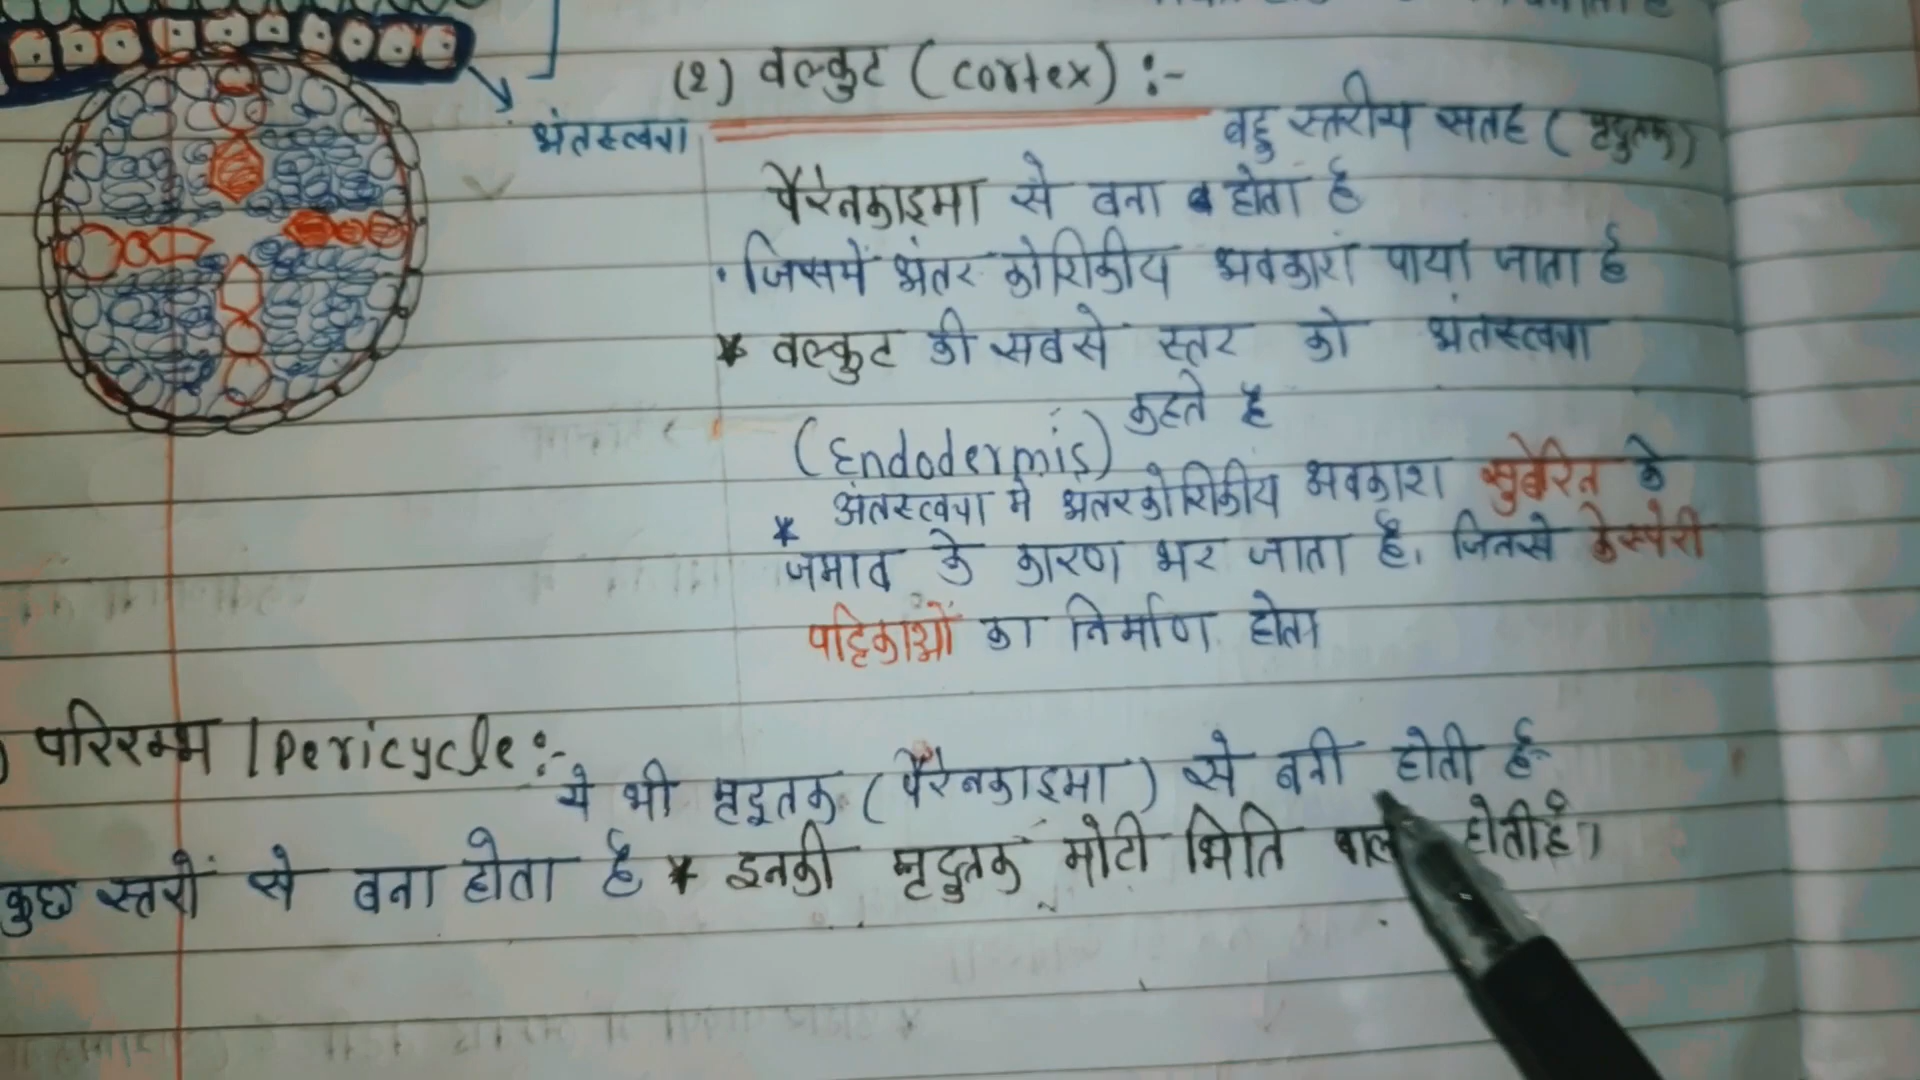 (2) वल्कुट (cortex) :-
अंतस्त्वचा
बहु स्तरीय सतह (मृदुतक)
पैरेनकाइमा से बना होता है
· जिसमें अंतर कोशिकीय अवकाश पाया जाता है
* वल्कुट की सबसे स्तर को अंतस्त्वचा
(Endodermis) कहते है
* अंतस्त्वचा मे अंतरकोशिकीय अवकाश सुबेरिन के
जमाव के कारण भर जाता है, जिससे केस्पेरी
पट्टिकाओं का निर्माण होता
परिरम्भ / Pericycle :-
ये भी मृदूतक (पैरेनकाइमा) से बनी होती है
कुछ स्तरों से बना होता है * इनकी मृदुतक मोटी भिति होती है।